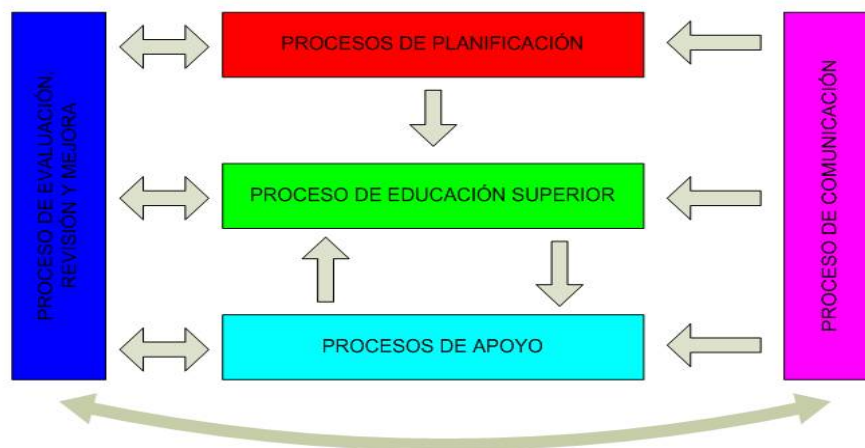 PROCESO DE EVALUACIÓN,
REVISIÓN Y MEJORA
PROCESOS DE PLANIFICACIÓN
PROCESO DE EDUCACIÓN SUPERIOR
PROCESOS DE APOYO
PROCESO DE COMUNICACIÓN